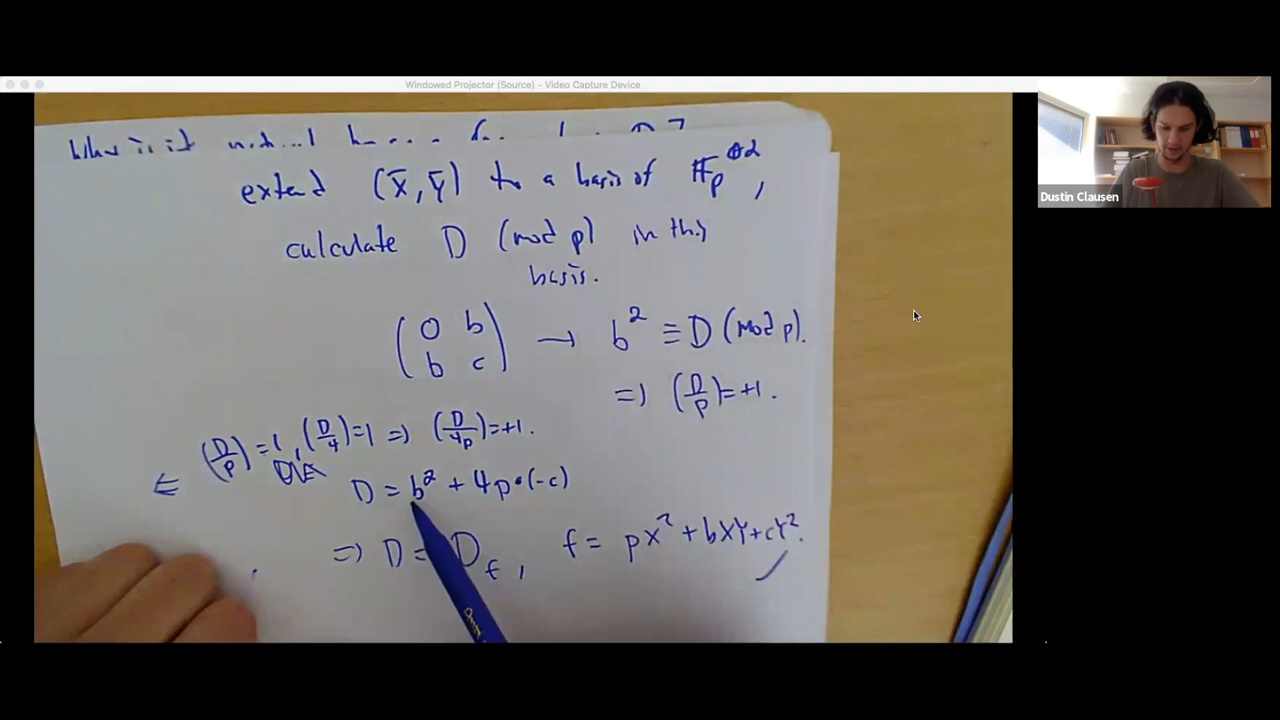 Windowed Projector (Source) - Video Capture Device
Dustin Clausen
extend (x̄, ȳ) to a basis of 𝔽_p^{⊕2},
calculate D (mod p) in this
basis.
(0 b; b c) → b² ≡ D (mod p).
⇒ (D/p) = +1.
⇐ (D/p) = 1, (D/4) = 1 ⇒ (D/4p) = +1.
D = b² + 4p·(-c)
⇒ D = D_f, f = pX² + bXY + cY².